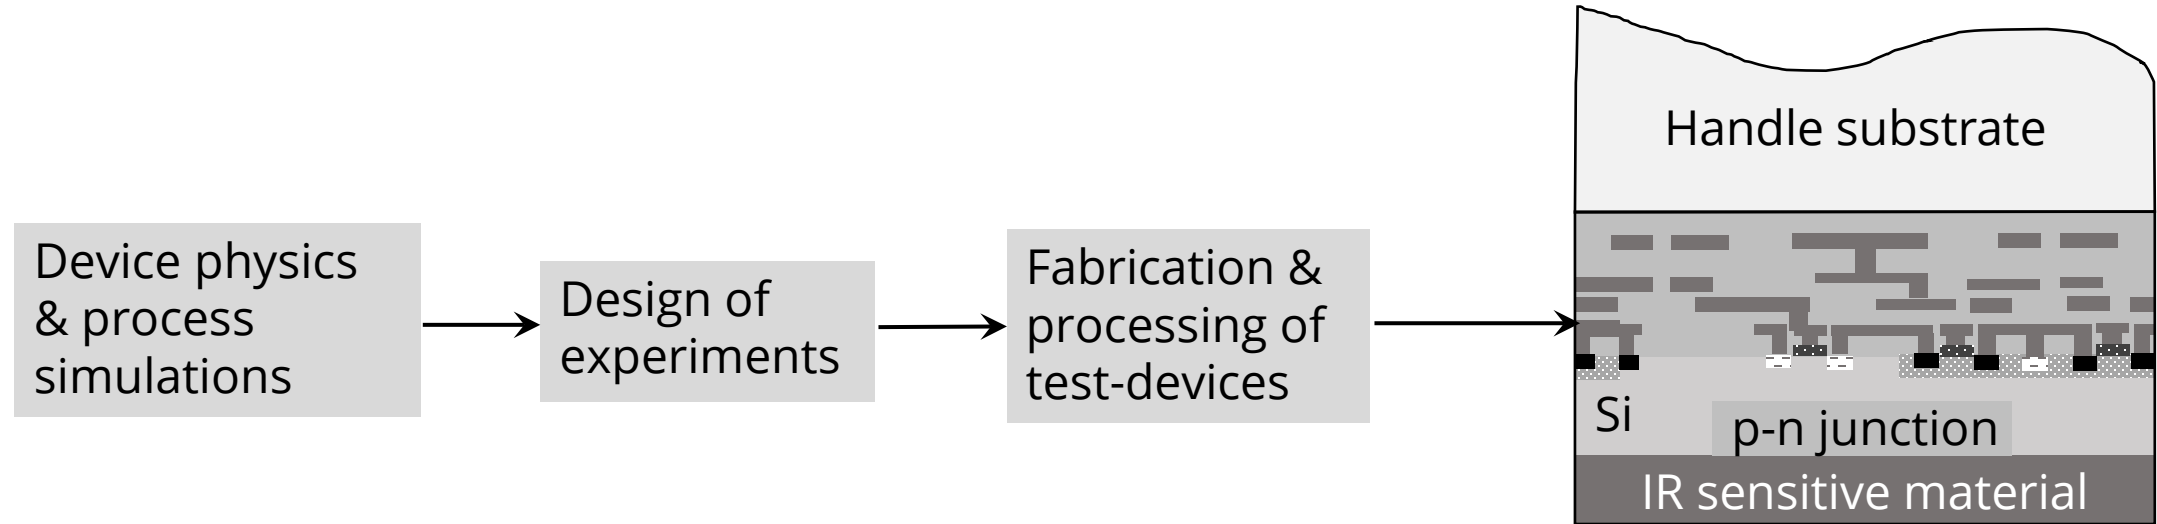 Device physics
& process
simulations
Design of
experiments
Fabrication &
processing of
test-devices
Handle substrate
Si
p-n junction
IR sensitive material